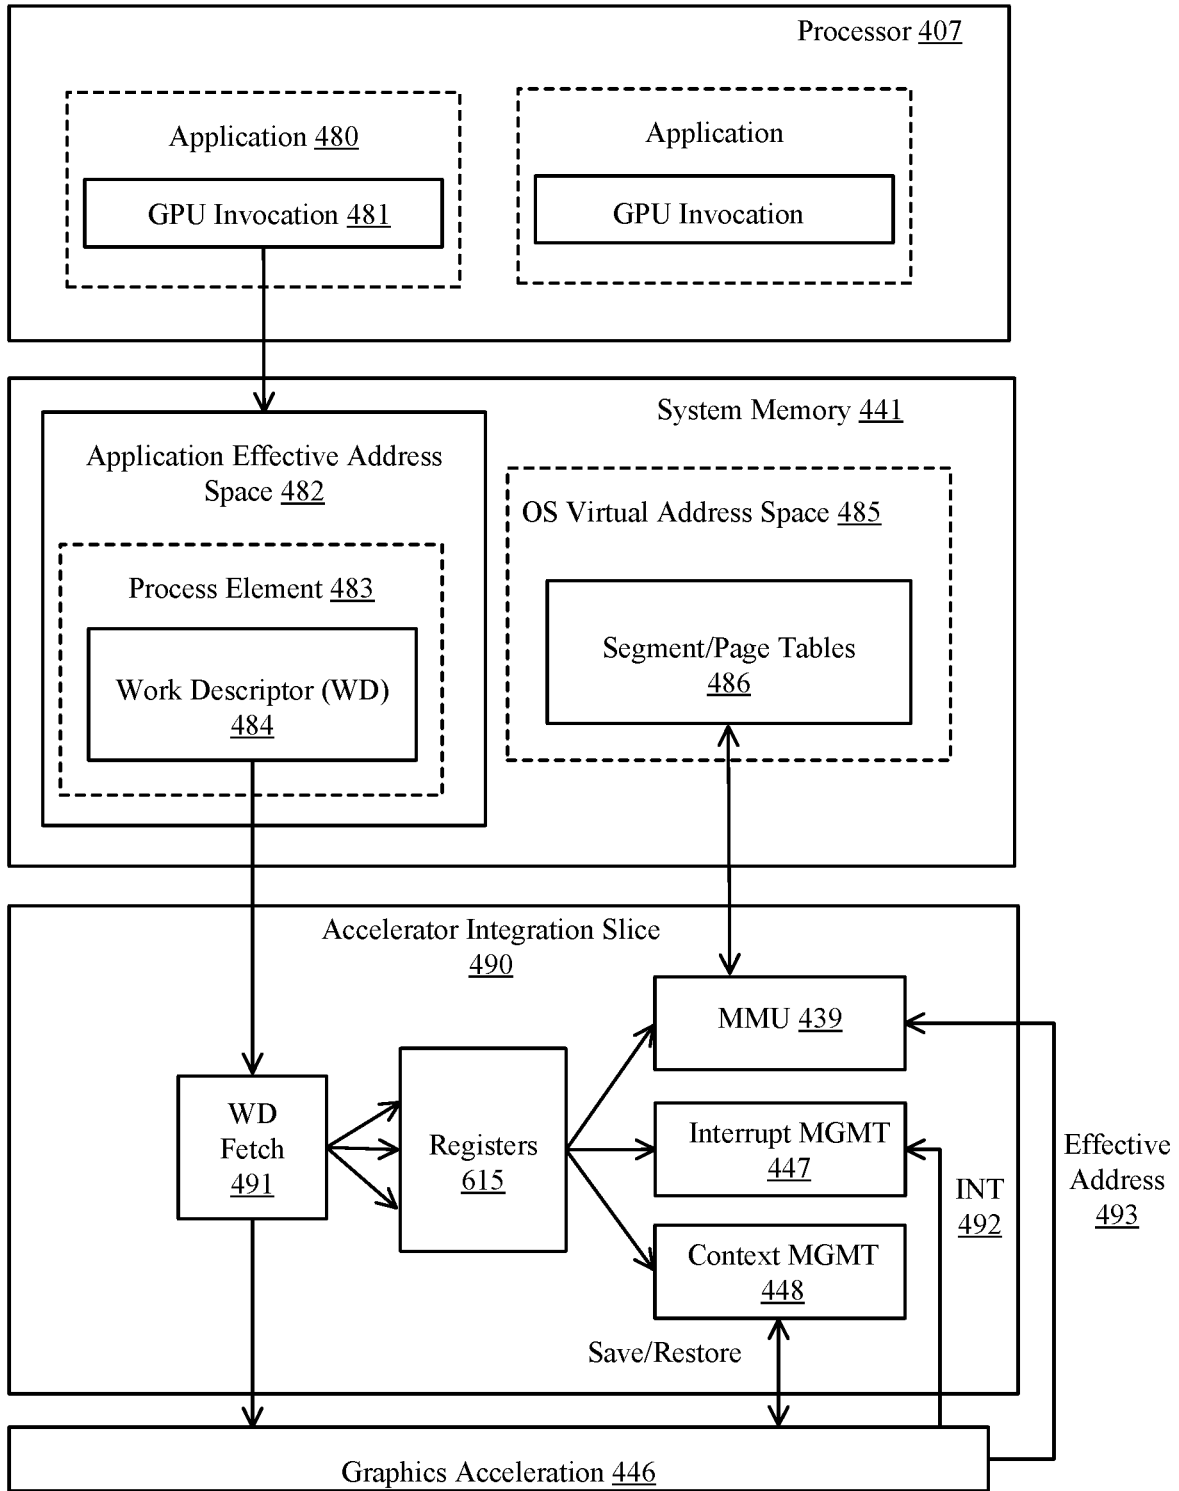 Processor 407
Application 480
GPU Invocation 481
Application
GPU Invocation
System Memory 441
Application Effective Address
Space 482
Process Element 483
Work Descriptor (WD)
484
OS Virtual Address Space 485
Segment/Page Tables
486
Accelerator Integration Slice
490
WD
Fetch
491
Registers
615
MMU 439
Interrupt MGMT
447
Context MGMT
448
Save/Restore
INT
492
Effective
Address
493
Graphics Acceleration 446